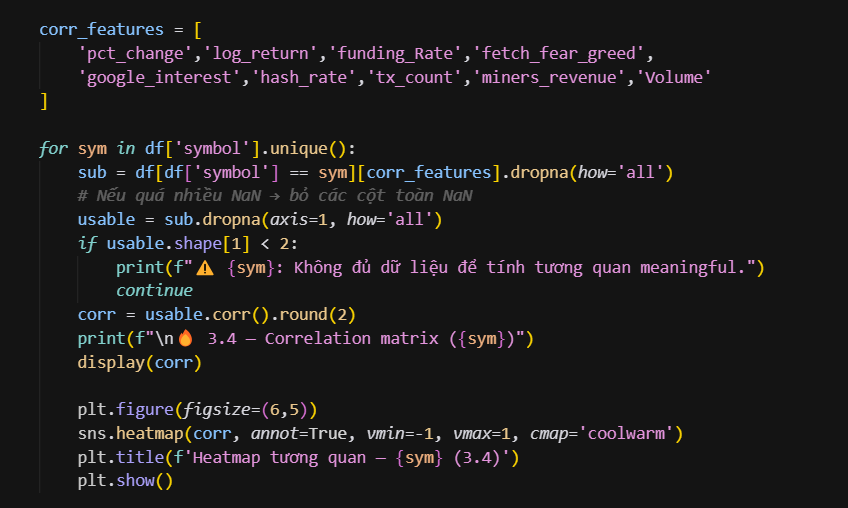 corr_features = [
    'pct_change','log_return','funding_Rate','fetch_fear_greed',
    'google_interest','hash_rate','tx_count','miners_revenue','Volume'
]

for sym in df['symbol'].unique():
    sub = df[df['symbol'] == sym][corr_features].dropna(how='all')
    # Nếu quá nhiều NaN → bỏ các cột toàn NaN
    usable = sub.dropna(axis=1, how='all')
    if usable.shape[1] < 2:
        print(f"⚠️ {sym}: Không đủ dữ liệu để tính tương quan meaningful.")
        continue
    corr = usable.corr().round(2)
    print(f"\n🔥 3.4 — Correlation matrix ({sym})")
    display(corr)

    plt.figure(figsize=(6,5))
    sns.heatmap(corr, annot=True, vmin=-1, vmax=1, cmap='coolwarm')
    plt.title(f'Heatmap tương quan — {sym} (3.4)')
    plt.show()